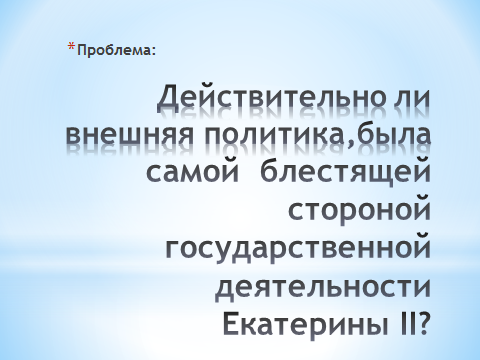 *Проблема:
Действительно ли
внешняя политика,была
самой блестящей
стороной
государственной
деятельности
Екатерины II?